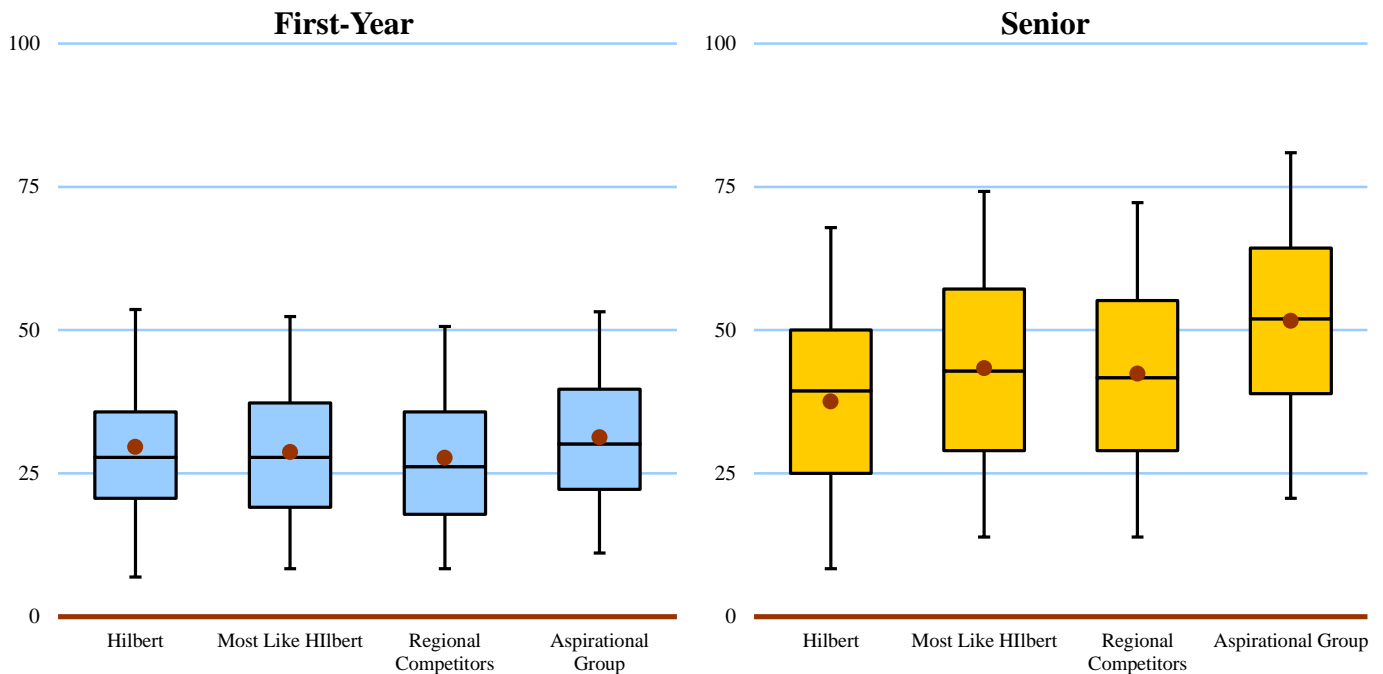 First-Year
100
75
50
25
0
Hilbert
Most Like HIlbert
Regional
Competitors
Aspirational
Group
Senior
100
75
50
25
0
Hilbert
Most Like HIlbert
Regional
Competitors
Aspirational Group